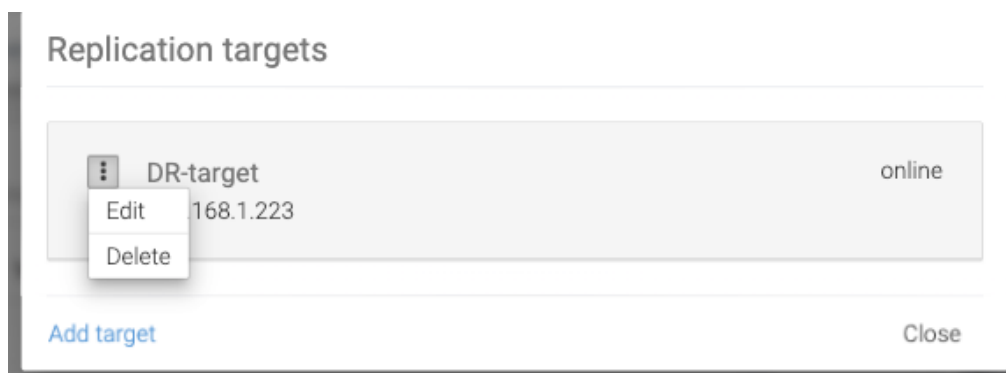 Replication targets
DR-target
online
Edit
.168.1.223
Delete
Add target
Close